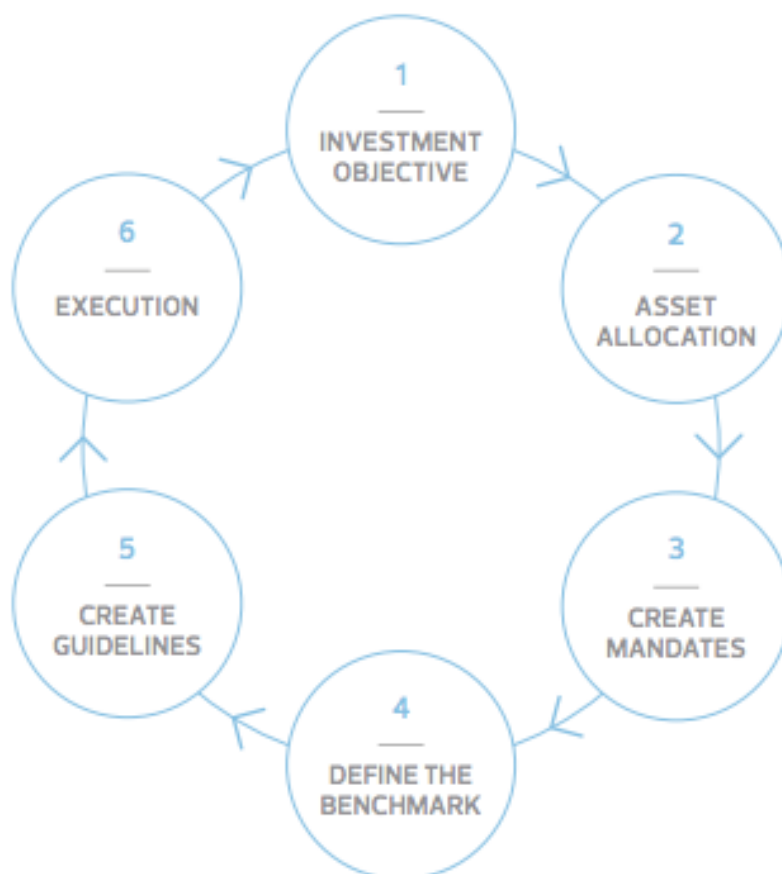 1
INVESTMENT
OBJECTIVE
2
ASSET
ALLOCATION
3
CREATE
MANDATES
4
DEFINE THE
BENCHMARK
5
CREATE
GUIDELINES
6
EXECUTION